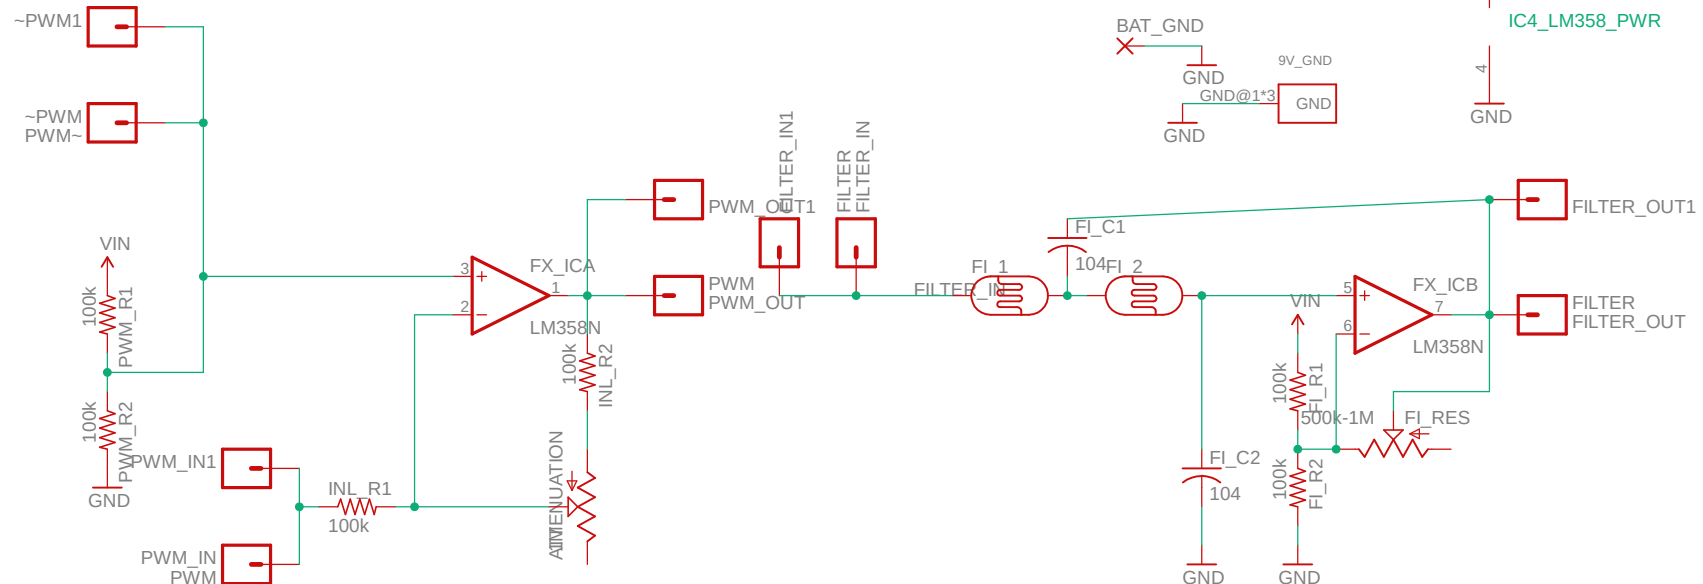 ~PWM1
~PWM
PWM~
VIN
100k
PWM_R1
100k
PWM_R2
GND
PWM_IN1
PWM_IN
PWM
INL_R1
100k
3
2
1
FX_ICA
LM358N
100k
INL_R2
ATTENUATION
PWM_OUT1
PWM
PWM_OUT
FILTER_IN1
FILTER
FILTER_IN
FILTER_IN
FI_1
FI_C1
104
FI_2
BAT_GND
GND
9V_GND
GND@1*3
GND
GND
IC4_LM358_PWR
4
GND
FI_C2
104
GND
VIN
100k
FI_R1
500k-1M
FI_RES
100k
FI_R2
GND
5
6
7
FX_ICB
LM358N
FILTER_OUT1
FILTER
FILTER_OUT